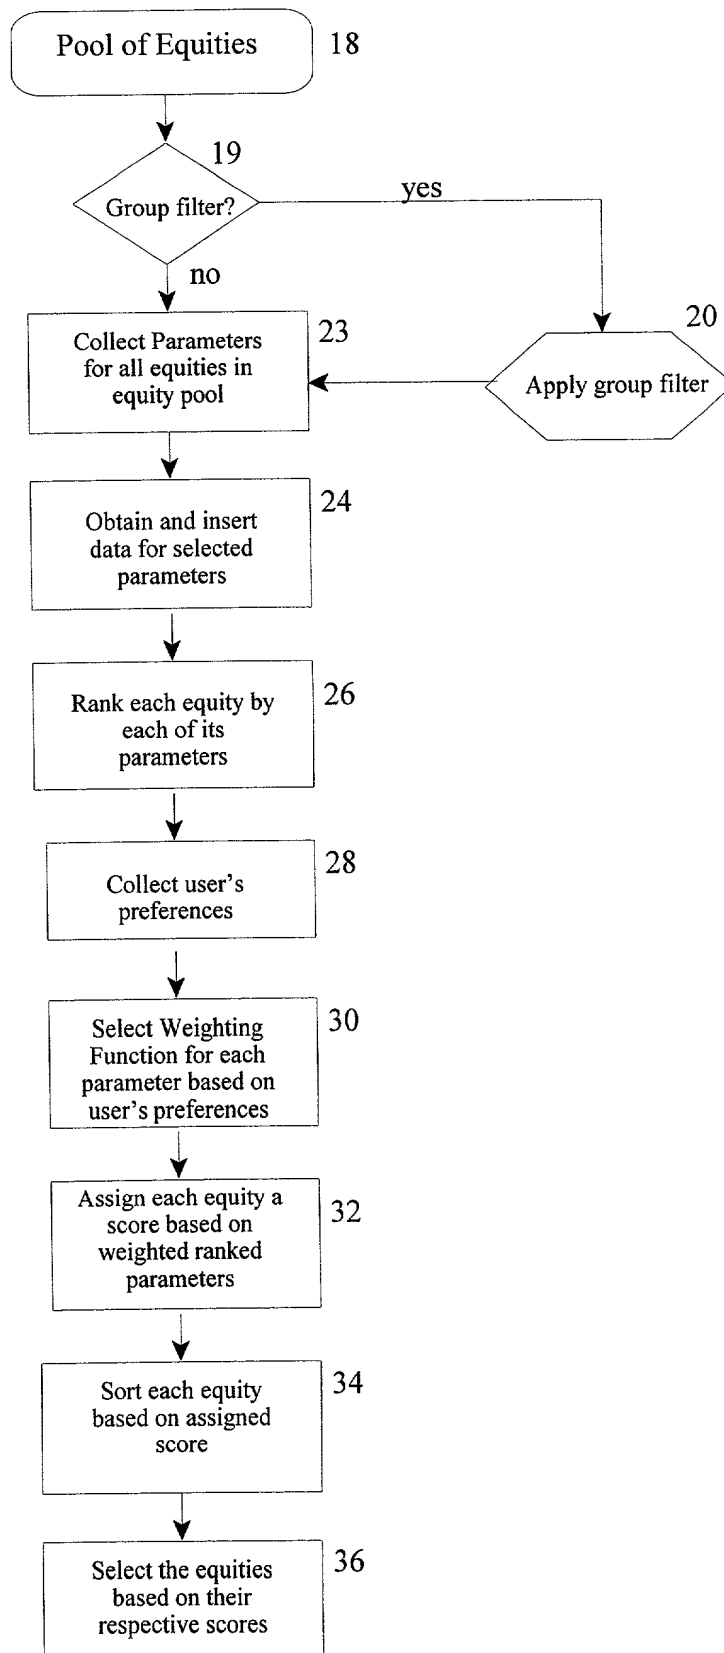 Pool of Equities
18
19
Group filter?
yes
no
20
23
Collect Parameters
for all equities in
equity pool
Apply group filter
24
Obtain and insert
data for selected
parameters
26
Rank each equity by
each of its
parameters
28
Collect user's
preferences
30
Select Weighting
Function for each
parameter based on
user's preferences
32
Assign each equity a
score based on
weighted ranked
parameters
34
Sort each equity
based on assigned
score
36
Select the equities
based on their
respective scores